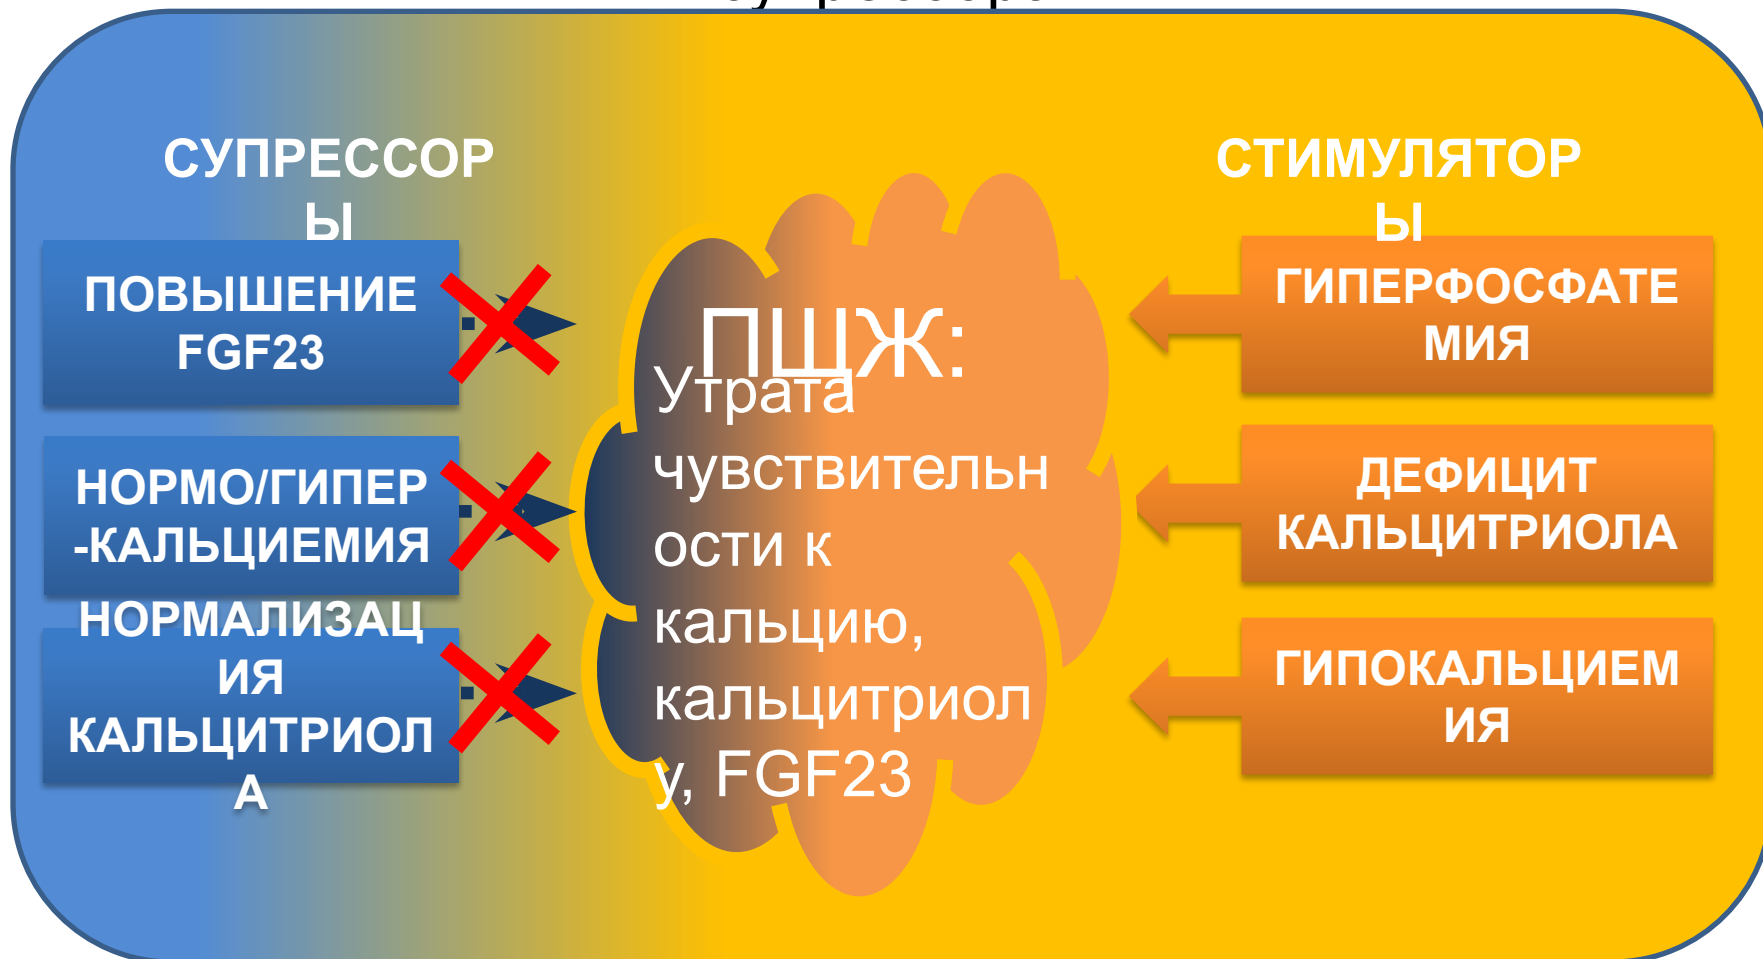 СУПРЕССОР
Ы
ПОВЫШЕНИЕ
FGF23
НОРМО/ГИПЕР
-КАЛЬЦИЕМИЯ
НОРМАЛИЗАЦ
ИЯ
КАЛЬЦИТРИОЛ
А
ПЩЖ:
Утрата
чувствительн
ости к
кальцию,
кальцитриол
у, FGF23
СТИМУЛЯТОР
Ы
ГИПЕРФОСФАТЕ
МИЯ
ДЕФИЦИТ
КАЛЬЦИТРИОЛА
ГИПОКАЛЬЦИЕМ
ИЯ